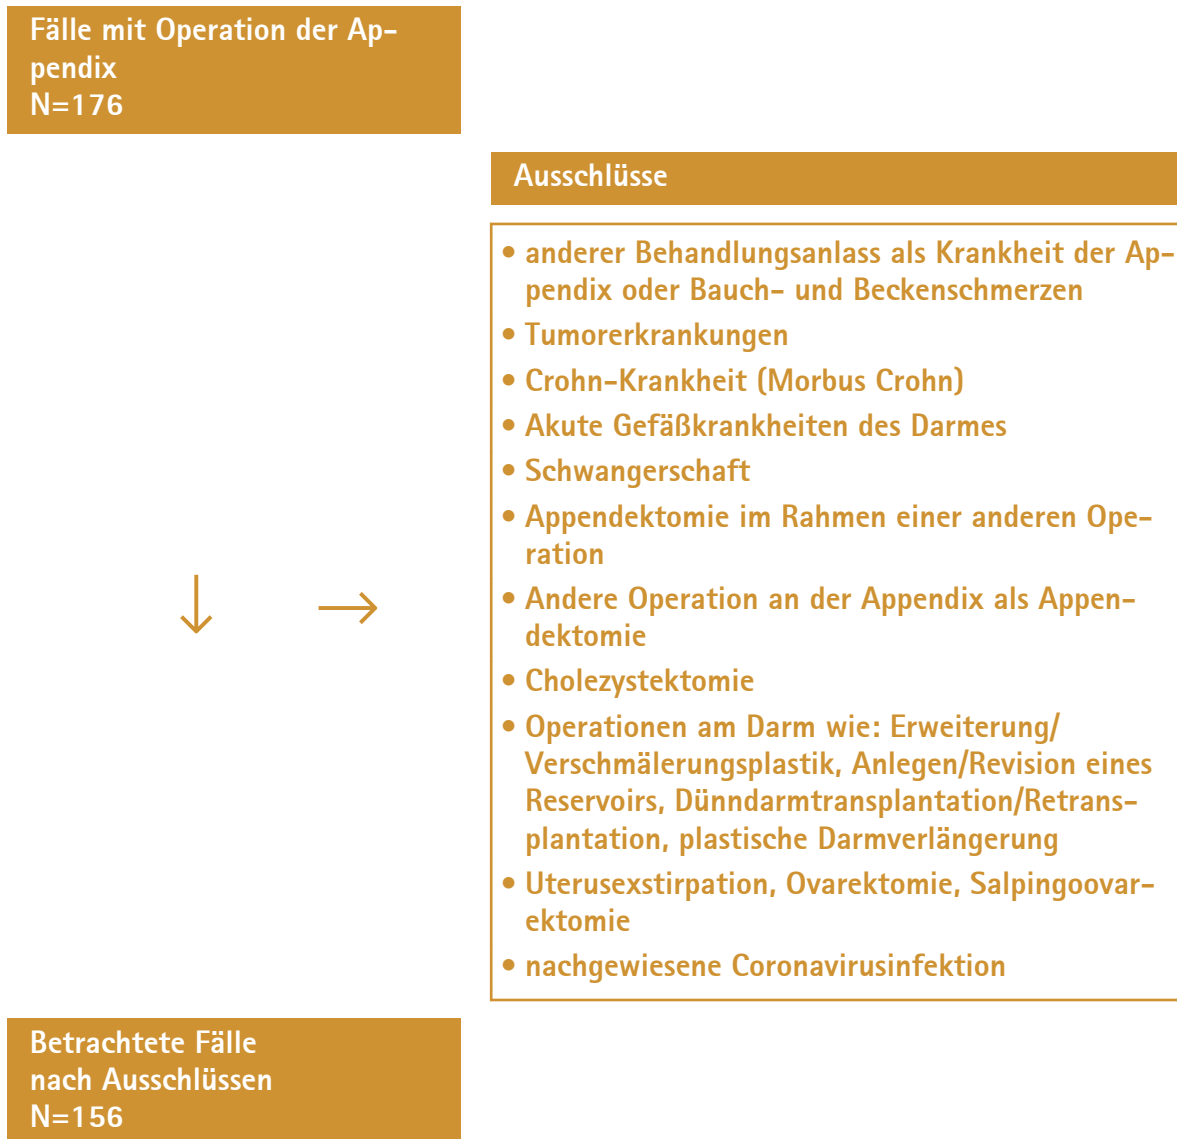 Fälle mit Operation der Ap-
pendix
N=176
Ausschlüsse
• anderer Behandlungsanlass als Krankheit der Ap-
pendix oder Bauch- und Beckenschmerzen
• Tumorerkrankungen
• Crohn-Krankheit (Morbus Crohn)
• Akute Gefäßkrankheiten des Darmes
• Schwangerschaft
• Appendektomie im Rahmen einer anderen Ope-
ration
• Andere Operation an der Appendix als Appen-
dektomie
• Cholezystektomie
• Operationen am Darm wie: Erweiterung/
Verschmälerungsplastik, Anlegen/Revision eines
Reservoirs, Dünndarmtransplantation/Retrans-
plantation, plastische Darmverlängerung
• Uterusexstirpation, Ovarektomie, Salpingoovar-
ektomie
• nachgewiesene Coronavirusinfektion
Betrachtete Fälle
nach Ausschlüssen
N=156